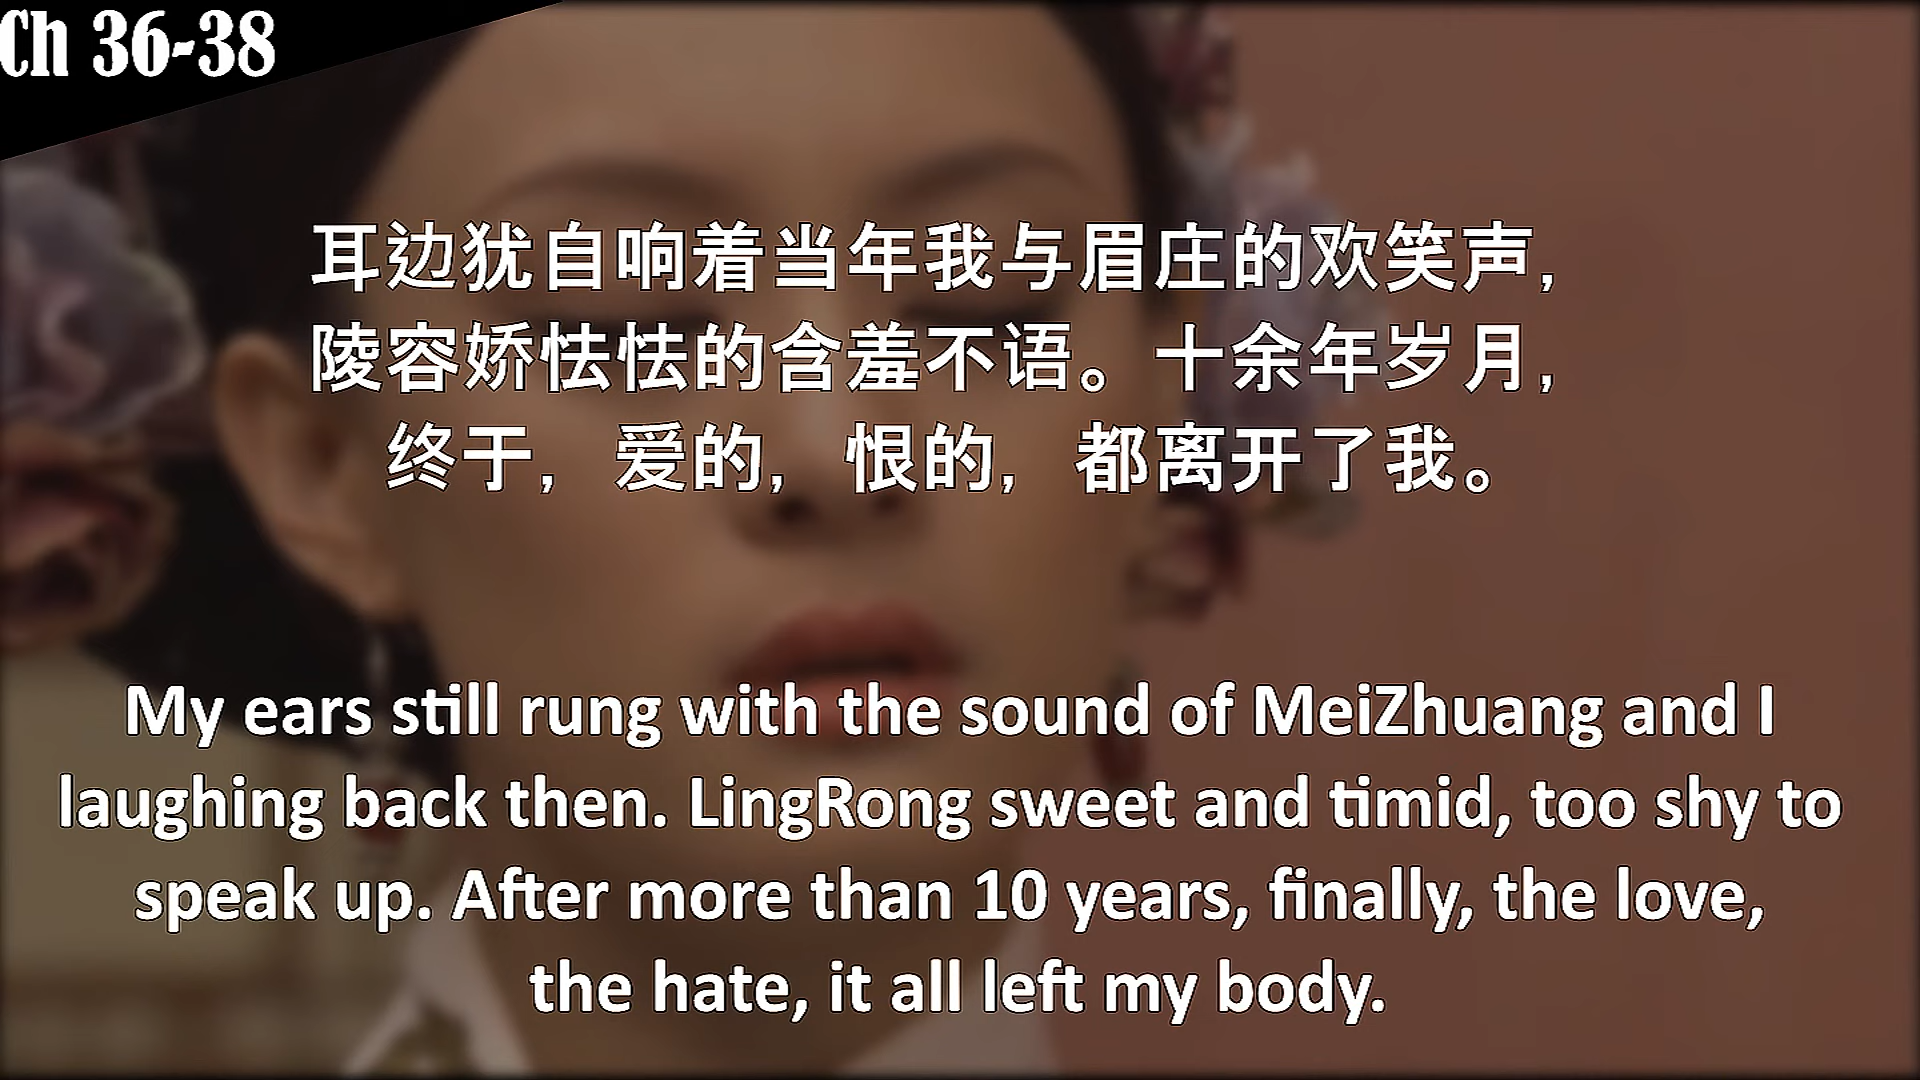 Ch 36-38
耳边犹自响着当年我与眉庄的欢笑声,
陵容娇怯怯的含羞不语。十余年岁月,
终于, 爱的, 恨的, 都离开了我。
My ears still rung with the sound of MeiZhuang and I
laughing back then. LingRong sweet and timid, too shy to
speak up. After more than 10 years, finally, the love,
the hate, it all left my body.